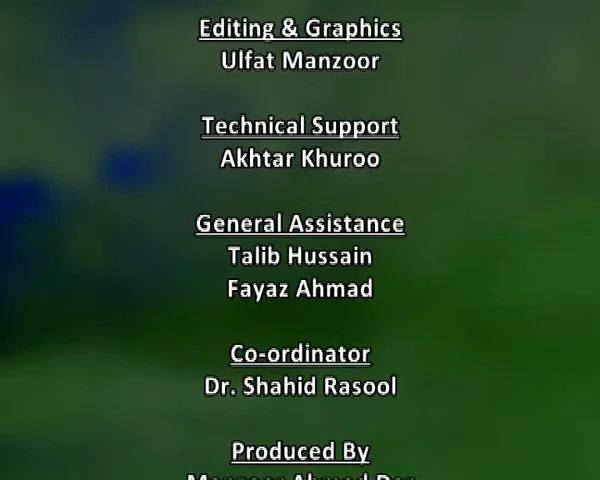 Editing & Graphics
Ulfat Manzoor
Technical Support
Akhtar Khuroo
General Assistance
Talib Hussain
Fayaz Ahmad
Co-ordinator
Dr. Shahid Rasool
Produced By